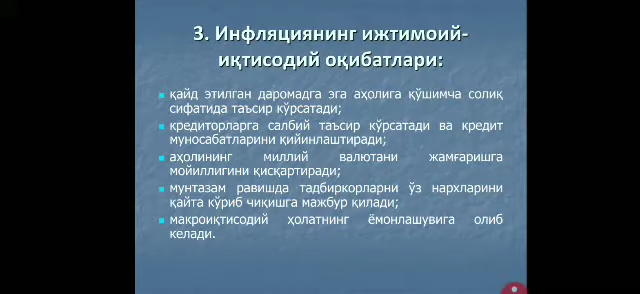 3. Инфляциянинг ижтимоий-
иқтисодий оқибатлари:
қайд этилган даромадга эга аҳолига қўшимча солиқ
сифатида таъсир кўрсатади;
кредиторларга салбий таъсир кўрсатади ва кредит
муносабатларини қийинлаштиради;
аҳолининг миллий валютани жамғаришга
мойиллигини қисқартиради;
мунтазам равишда тадбиркорларни ўз нархларини
қайта кўриб чиқишга мажбур қилади;
макроиқтисодий ҳолатнинг ёмонлашувига олиб
келади.